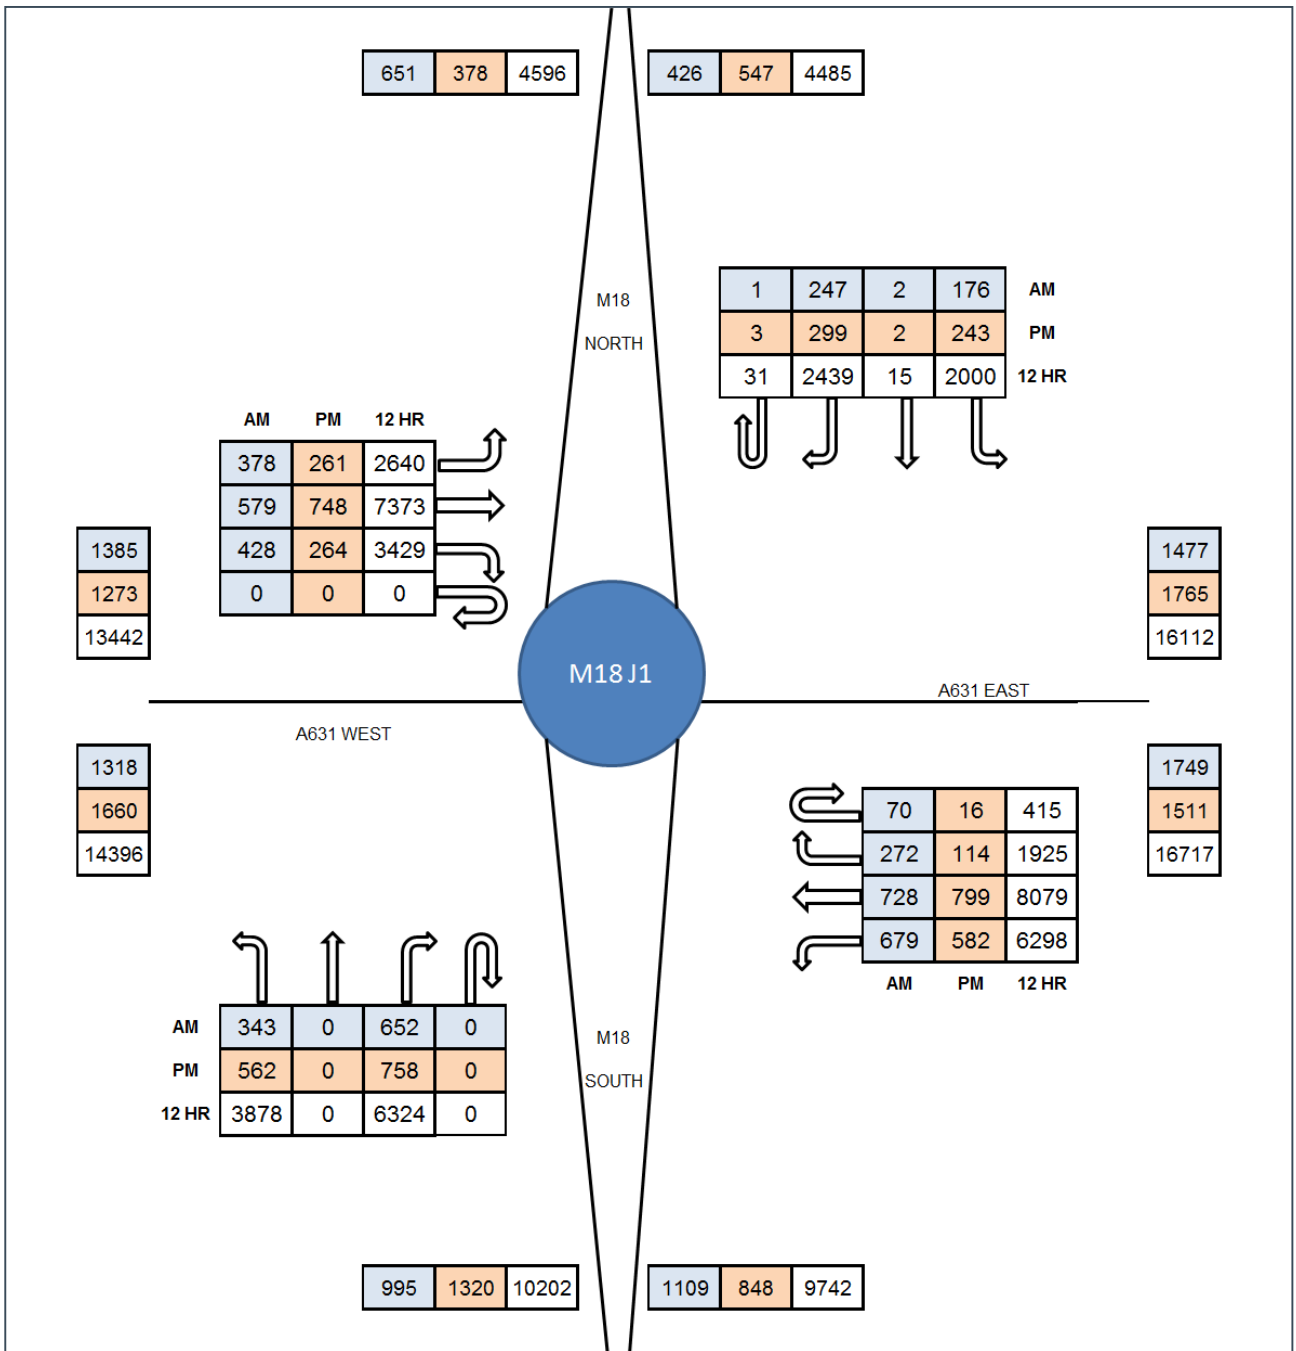 651 378 4596
426 547 4485
M18
NORTH
1 247 2 176 AM
3 299 2 243 PM
31 2439 15 2000 12 HR
AM PM 12 HR
378 261 2640
579 748 7373
428 264 3429
0 0 0
1385
1273
13442
1477
1765
16112
M18 J1
A631 EAST
A631 WEST
1318
1660
14396
1749
1511
16717
70 16 415
272 114 1925
728 799 8079
679 582 6298
AM PM 12 HR
AM 343 0 652 0
PM 562 0 758 0
12 HR 3878 0 6324 0
M18
SOUTH
995 1320 10202
1109 848 9742